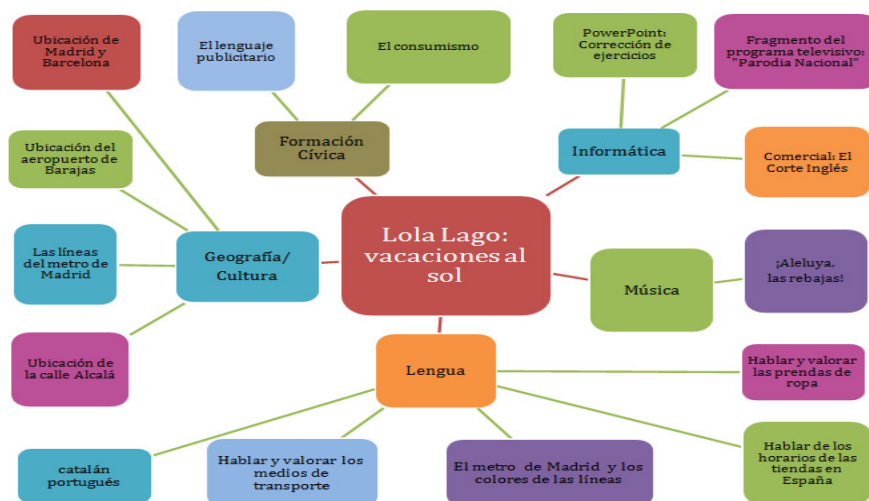 Ubicación de
Madrid y
Barcelona
El lenguaje
publicitario
El consumismo
PowerPoint:
Corrección de
ejercicios
Fragmento del
programa televisivo:
"Parodia Nacional"
Formación
Cívica
Informática
Comercial: El
Corte Inglés
Ubicación del
aeropuerto de
Barajas
Lola Lago:
vacaciones al
sol
Las líneas
del metro de
Madrid
Geografía/
Cultura
Música
¡Aleluya,
las rebajas!
Ubicación de
la calle Alcalá
Lengua
Hablar y valorar
las prendas de
ropa
catalán
portugués
Hablar y valorar los
medios de
transporte
El metro de Madrid y los
colores de las líneas
Hablar de los
horarios de las
tiendas en
España